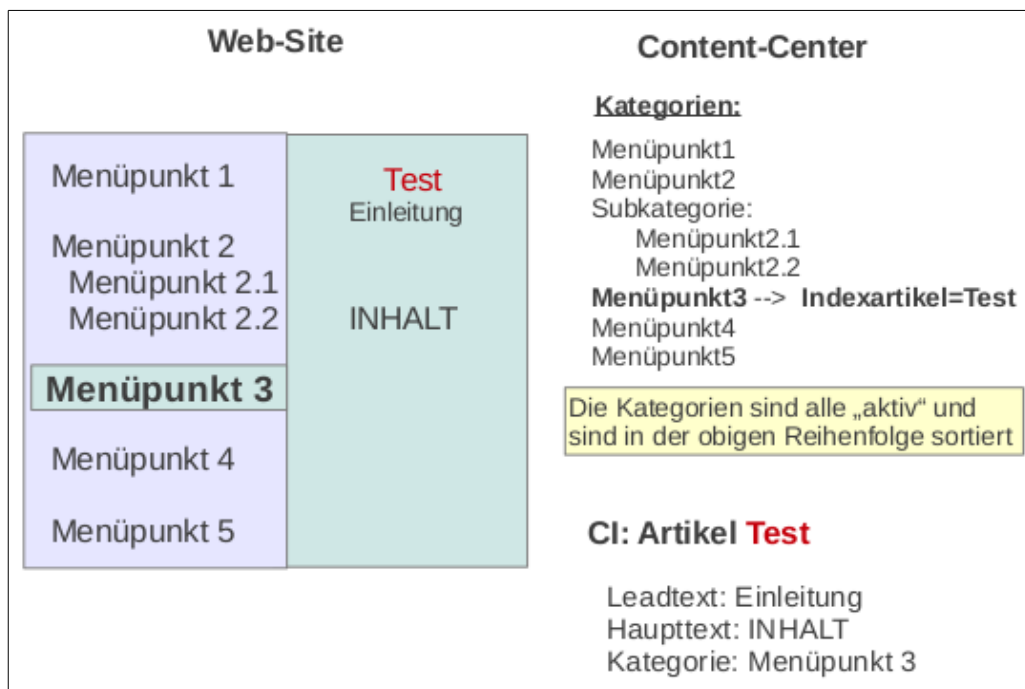 Web-Site
Menüpunkt 1
Menüpunkt 2
Menüpunkt 2.1
Menüpunkt 2.2
Menüpunkt 3
Menüpunkt 4
Menüpunkt 5
Test
Einleitung
INHALT
Content-Center
Kategorien:
Menüpunkt1
Menüpunkt2
Subkategorie:
Menüpunkt2.1
Menüpunkt2.2
Menüpunkt3 --> Indexartikel=Test
Menüpunkt4
Menüpunkt5
Die Kategorien sind alle „aktiv“ und
sind in der obigen Reihenfolge sortiert
CI: Artikel Test
Leadtext: Einleitung
Haupttext: INHALT
Kategorie: Menüpunkt 3